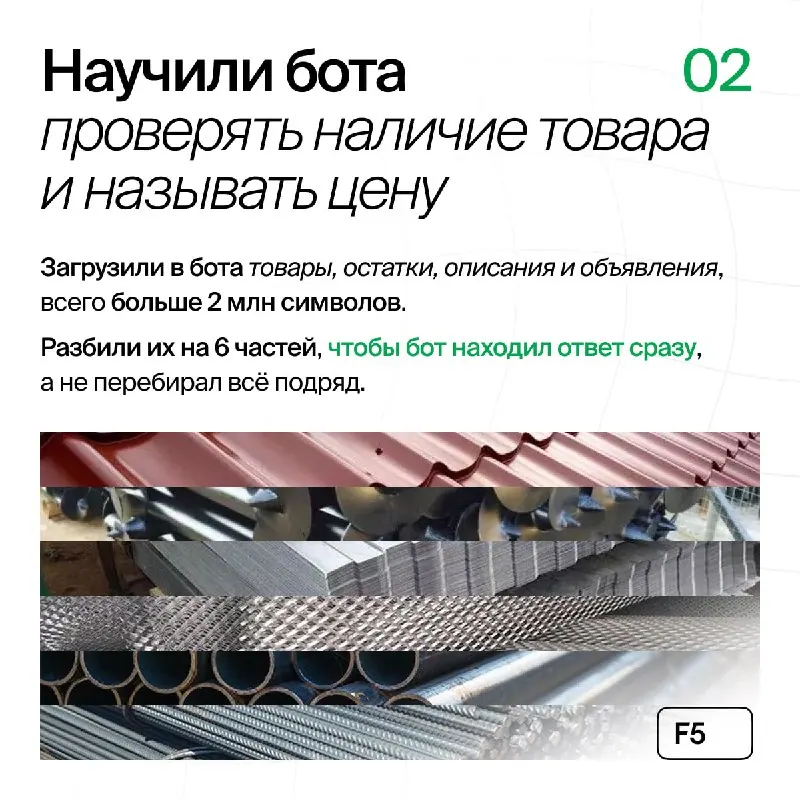 Научили бота
02
проверять наличие товара
и называть цену
Загрузили в бота товары, остатки, описания и объявления,
всего больше 2 млн символов.
Разбили их на 6 частей, чтобы бот находил ответ сразу,
а не перебирал всё подряд.
F5